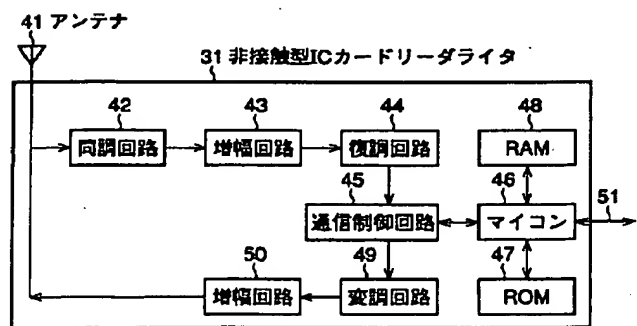 41 アンテナ
31 非接触型ICカードリーダライタ
42 43 44 48
同調回路 増幅回路 復調回路 RAM
45 46 51
通信制御回路 マイコン
50 49 47
増幅回路 変調回路 ROM